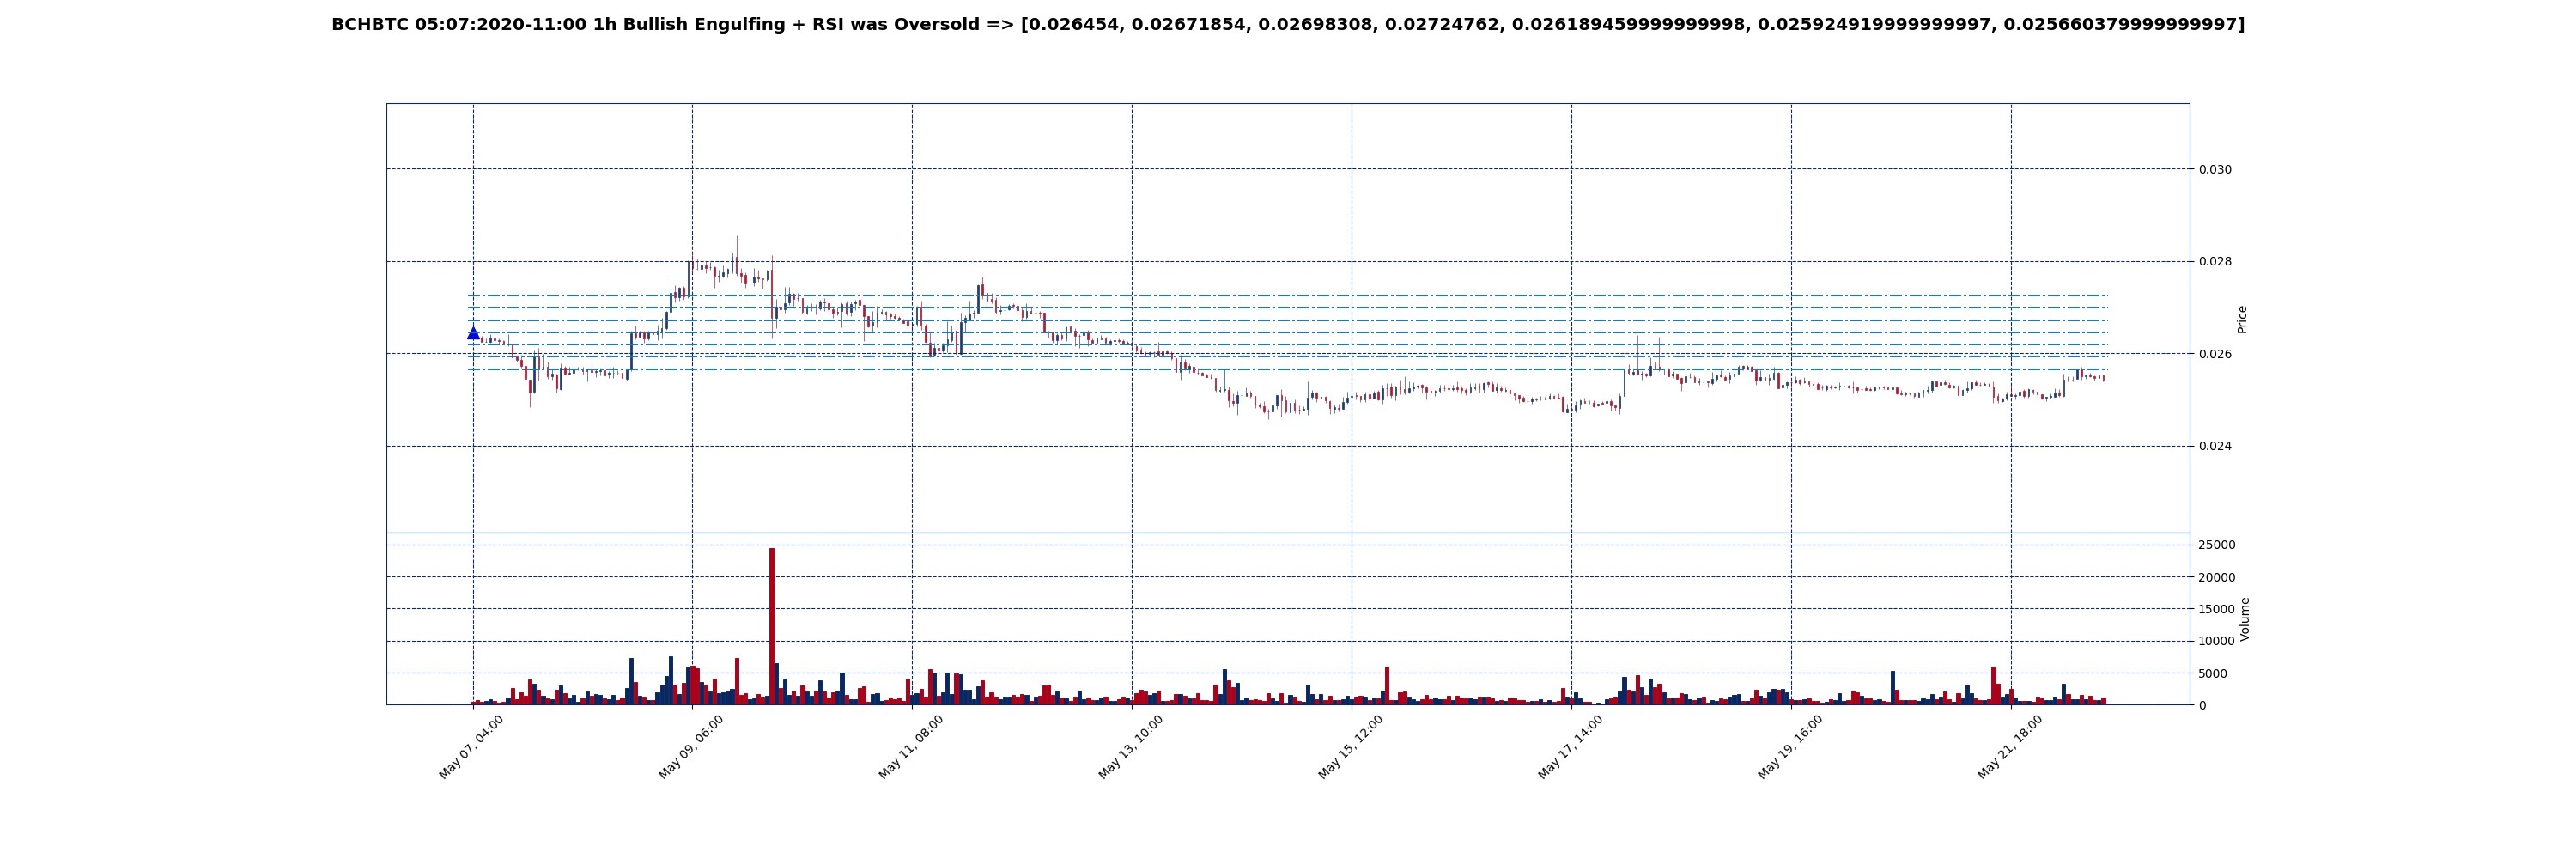 BCHBTC 05:07:2020-11:00 1h Bullish Engulfing + RSI was Oversold => [0.026454, 0.02671854, 0.02698308, 0.02724762, 0.026189459999999998, 0.025924919999999997, 0.025660379999999997]
0.030
0.028
Price
0.026
0.024
25000
20000
15000
Volume
10000
5000
0
May 07, 04:00
May 09, 06:00
May 11, 08:00
May 13, 10:00
May 15, 12:00
May 17, 14:00
May 19, 16:00
May 21, 18:00